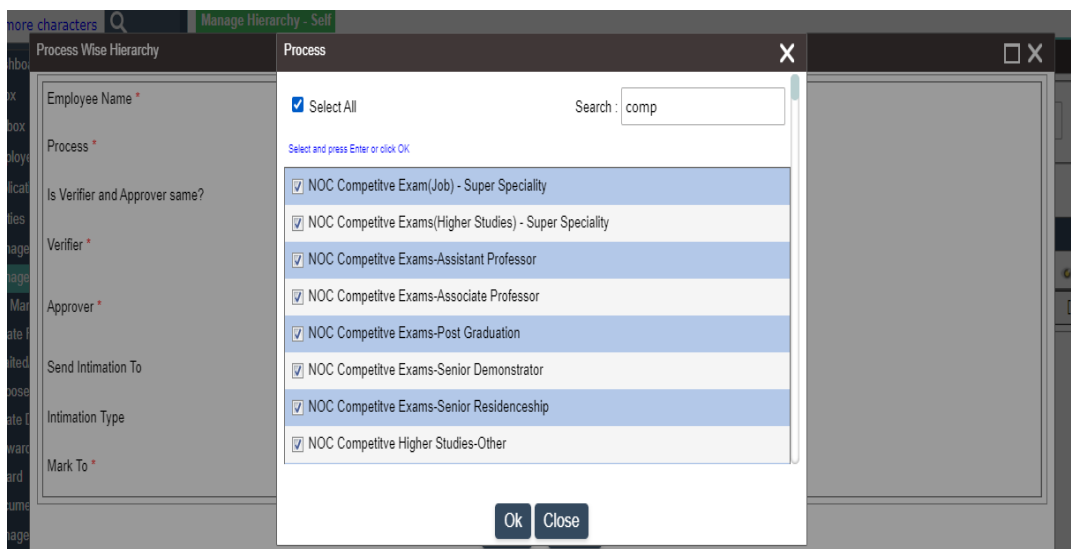 more characters
Manage Hierarchy - Self
Process Wise Hierarchy
Process
Employee Name *
Process *
Is Verifier and Approver same?
Verifier *
Approver *
Send Intimation To
Intimation Type
Mark To *
Select All
Search : comp
Select and press Enter or click OK
NOC Competitve Exam(Job) - Super Speciality
NOC Competitve Exams(Higher Studies) - Super Speciality
NOC Competitve Exams-Assistant Professor
NOC Competitve Exams-Associate Professor
NOC Competitve Exams-Post Graduation
NOC Competitve Exams-Senior Demonstrator
NOC Competitve Exams-Senior Residenceship
NOC Competitve Higher Studies-Other
Ok Close